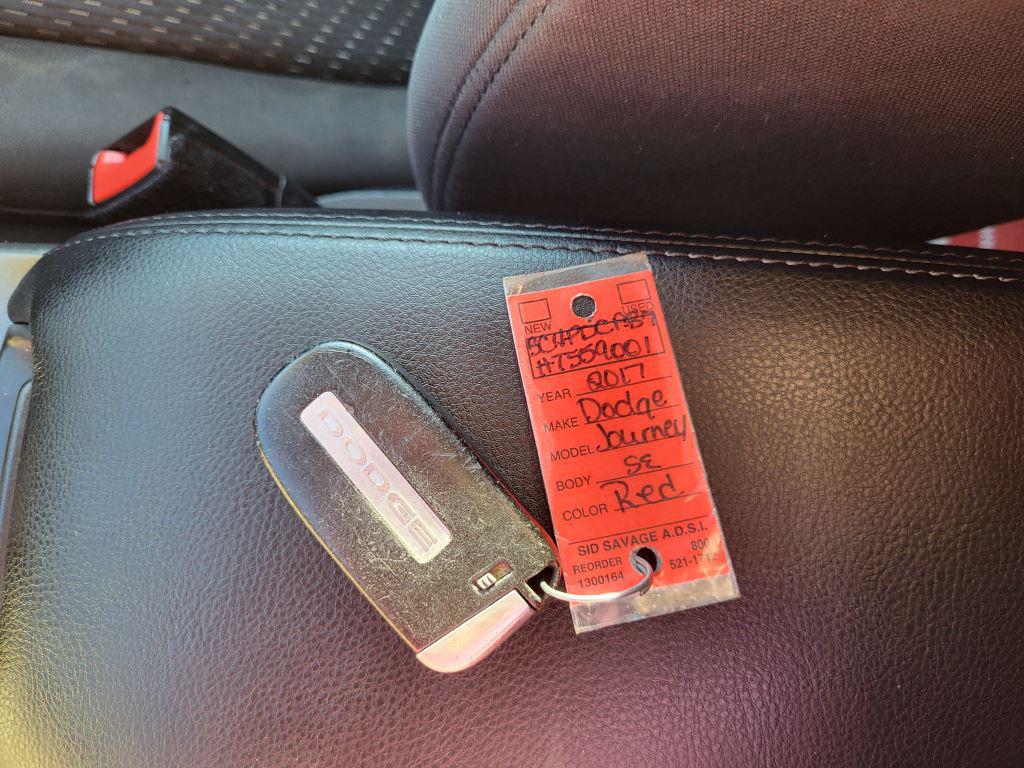 DODGE
NEW USED
3C4PDCAB7
HT559001
YEAR 2017
MAKE Dodge
MODEL Journey
BODY SE
COLOR Red
SID SAVAGE A.D.S.I.
REORDER 800
1300164 521-1712